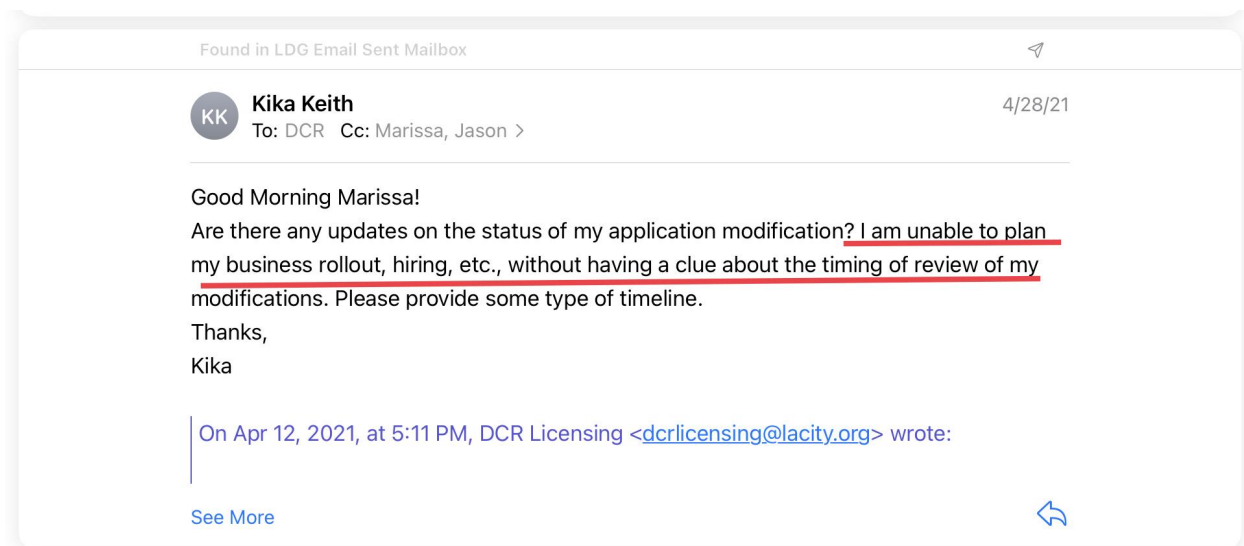 Found in LDG Email Sent Mailbox
KK
Kika Keith
4/28/21
To: DCR Cc: Marissa, Jason >
Good Morning Marissa!
Are there any updates on the status of my application modification? I am unable to plan
my business rollout, hiring, etc., without having a clue about the timing of review of my
modifications. Please provide some type of timeline.
Thanks,
Kika
On Apr 12, 2021, at 5:11 PM, DCR Licensing <dcrlicensing@lacity.org> wrote:
See More